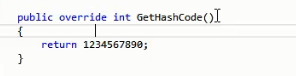 public override int GetHashCode()
{
    return 1234567890;
}